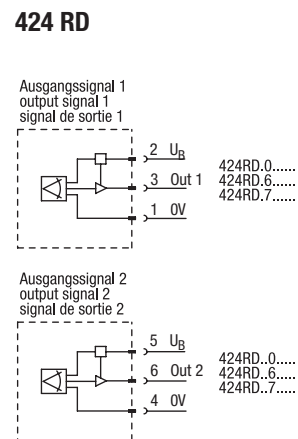 424 RD
Ausgangssignal 1
output signal 1
signal de sortie 1
2 UB
3 Out 1
1 0V
424RD.0......
424RD.6......
424RD.7......
Ausgangssignal 2
output signal 2
signal de sortie 2
5 UB
6 Out 2
4 0V
424RD..0.....
424RD..6.....
424RD..7.....